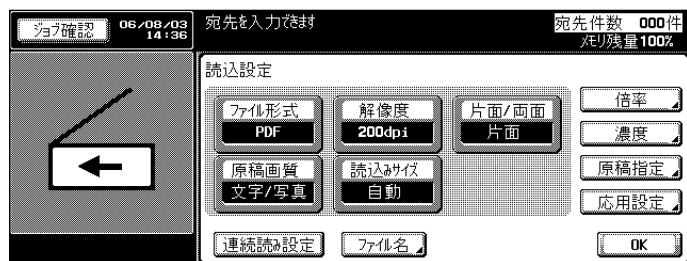 ジョブ確認
06/08/03
14:36
宛先を入力できます
宛先件数 000件
メモリ残量100%
読込設定
ファイル形式
PDF
解像度
200dpi
片面/両面
片面
原稿画質
文字/写真
読込みサイズ
自動
倍率
濃度
原稿指定
応用設定
連続読み設定
ファイル名
OK